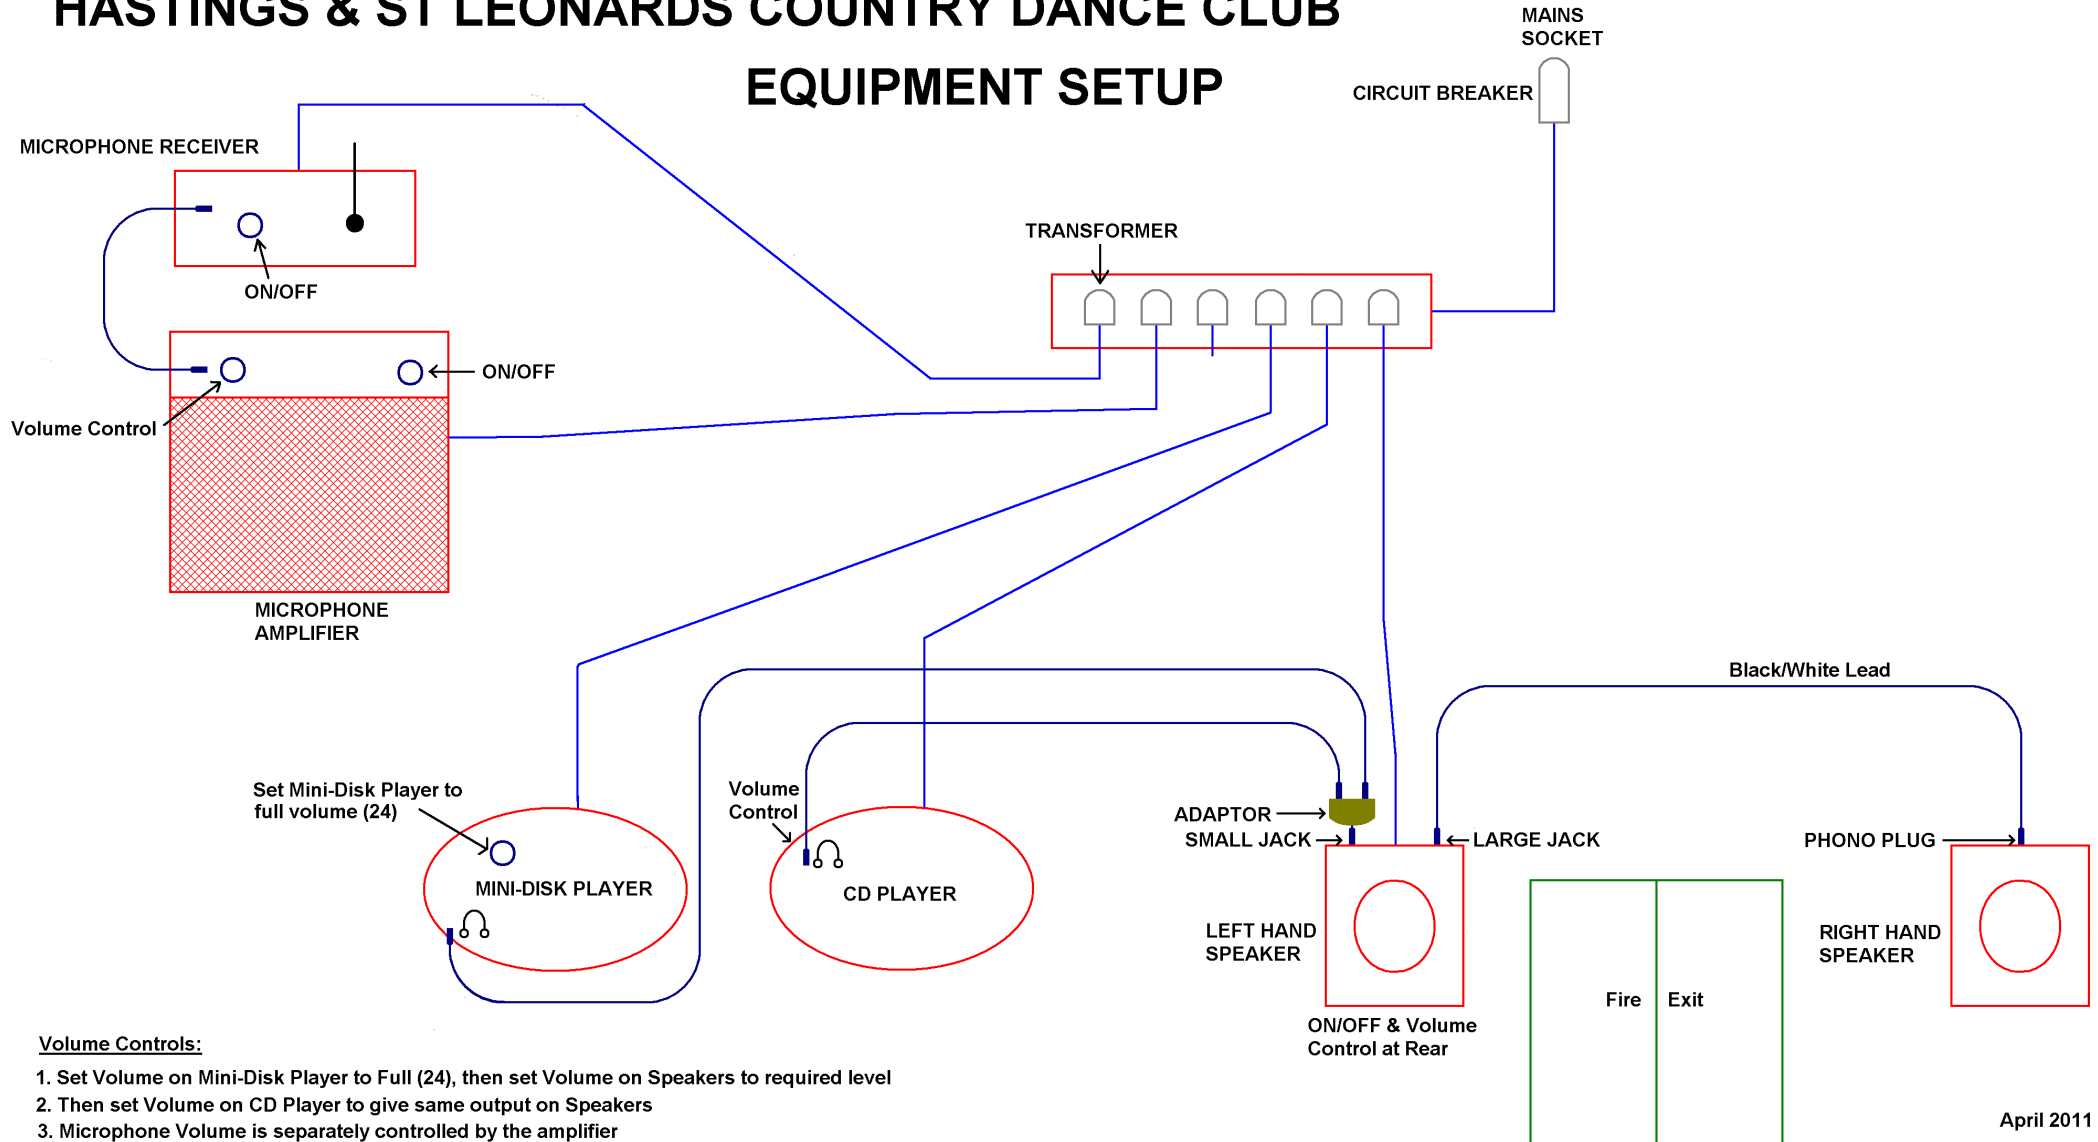 HASTINGS & ST LEONARDS COUNTRY DANCE CLUB
EQUIPMENT SETUP
MAINS
SOCKET
CIRCUIT BREAKER
MICROPHONE RECEIVER
ON/OFF
TRANSFORMER
ON/OFF
Volume Control
MICROPHONE
AMPLIFIER
Black/White Lead
Set Mini-Disk Player to
full volume (24)
Volume
Control
ADAPTOR
SMALL JACK
LARGE JACK
PHONO PLUG
MINI-DISK PLAYER
CD PLAYER
LEFT HAND
SPEAKER
RIGHT HAND
SPEAKER
Fire Exit
ON/OFF & Volume
Control at Rear
Volume Controls:
1. Set Volume on Mini-Disk Player to Full (24), then set Volume on Speakers to required level
2. Then set Volume on CD Player to give same output on Speakers
3. Microphone Volume is separately controlled by the amplifier
April 2011